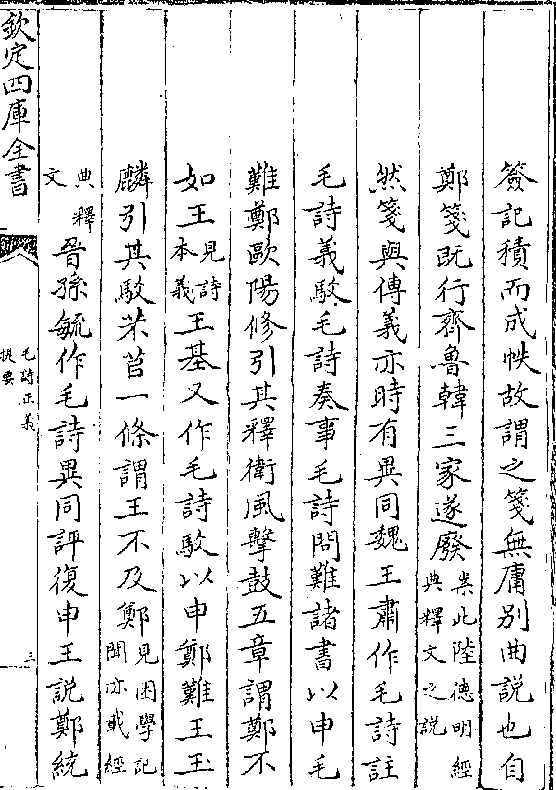 簽記積而成帙故謂之箋無庸别曲說也自
鄭箋既行齊魯韓三家遂廢案此陸德明經典釋文之說
然箋與傳義亦時有異同魏王肅作毛詩註
毛詩義駁毛詩奏事毛詩問難諸書以申毛
難鄭歐陽修引其釋衛風擊鼓五章謂鄭不
如王見詩本義王基又作毛詩駁以申鄭難王王
麟引其駁芣苢一條謂王不及鄭見困學記聞亦載經
典釋文晉孫毓作毛詩異同評復申王說鄭統
欽定四庫全書
毛詩正義
提要
三